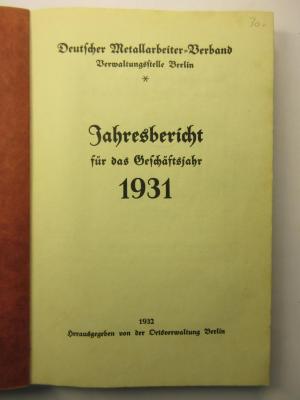 Deutscher Metallarbeiter-Verband
Verwaltungsstelle Berlin
*
Jahresbericht
für das Geschäftsjahr
1931
1932
Herausgegeben von der Ortsverwaltung Berlin